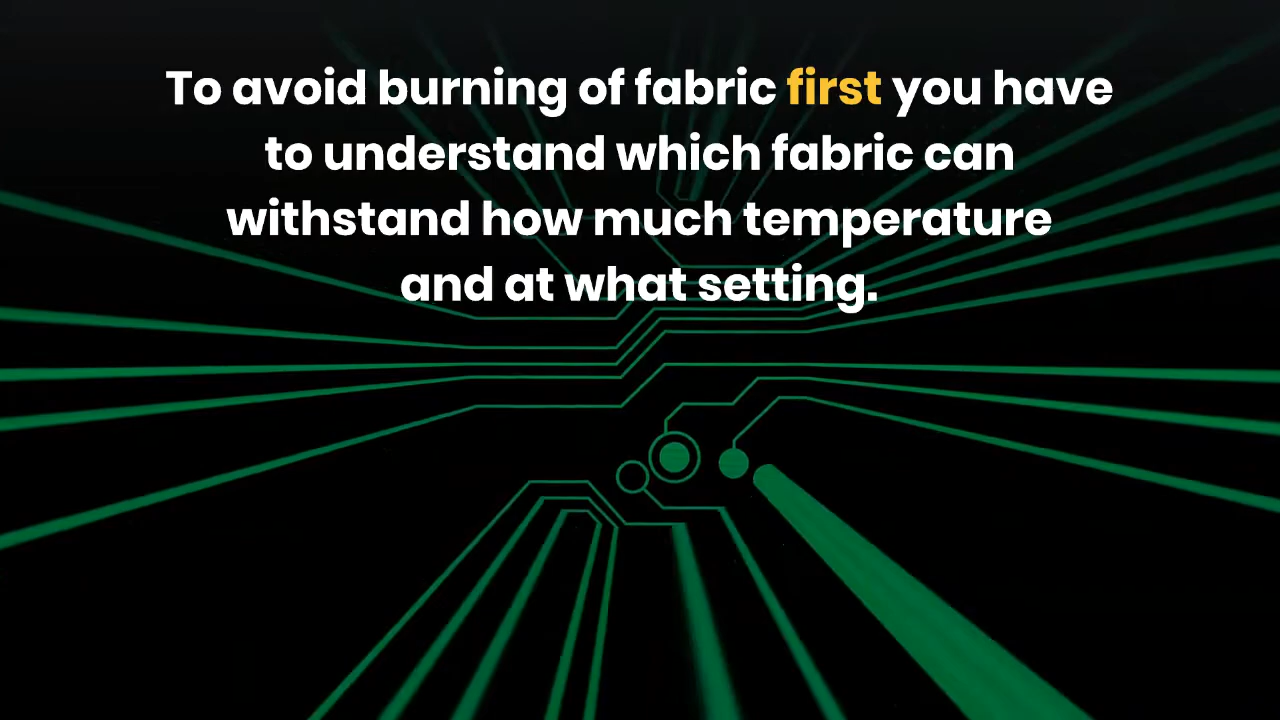 To avoid burning of fabric first you have
to understand which fabric can
withstand how much temperature
and at what setting.